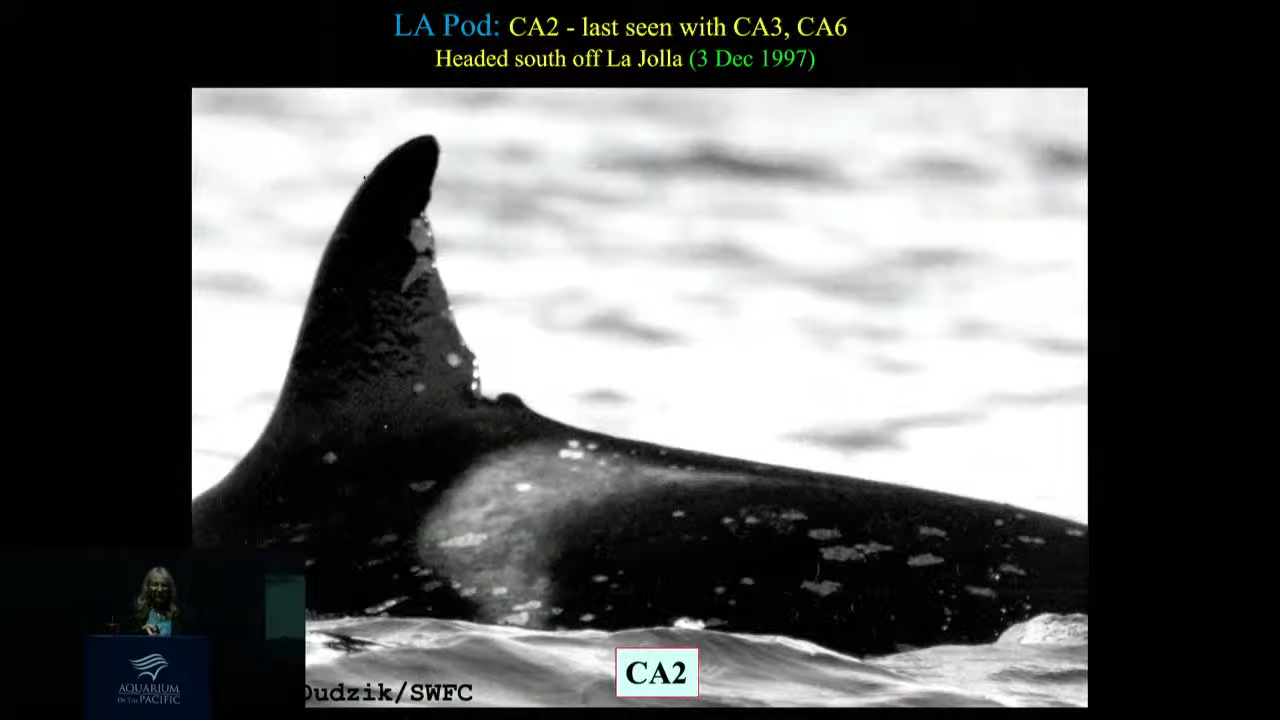 LA Pod: CA2 - last seen with CA3, CA6
Headed south off La Jolla (3 Dec 1997)
CA2
Dudzik/SWFC
AQUARIUM
OF THE PACIFIC